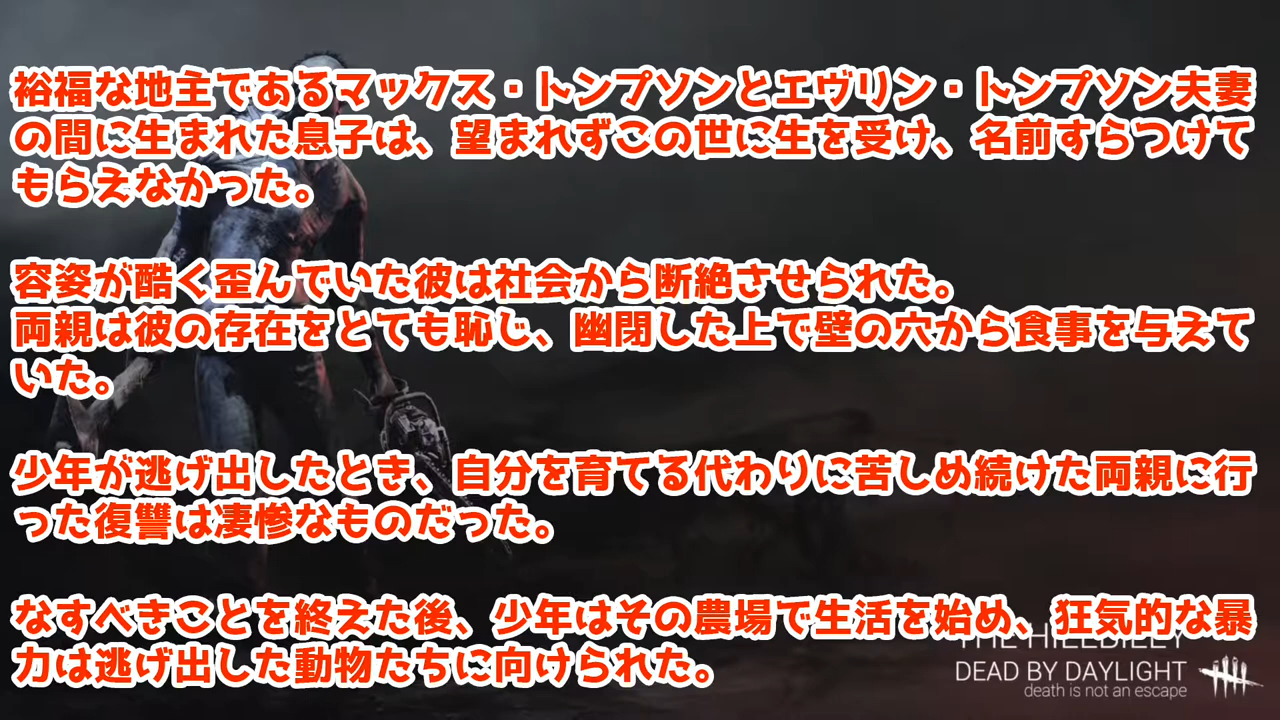 裕福な地主であるマックス・トンプソンとエヴリン・トンプソン夫妻
の間に生まれた息子は、望まれずこの世に生を受け、名前すらつけて
もらえなかった。
容姿が酷く歪んでいた彼は社会から断絶させられた。
両親は彼の存在をとても恥じ、幽閉した上で壁の穴から食事を与えて
いた。
少年が逃げ出したとき、自分を育てる代わりに苦しめ続けた両親に行
った復讐は凄惨なものだった。
なすべきことを終えた後、少年はその農場で生活を始め、狂気的な暴
力は逃げ出した動物たちに向けられた。
THE HILLBILLY
DEAD BY DAYLIGHT
death is not an escape